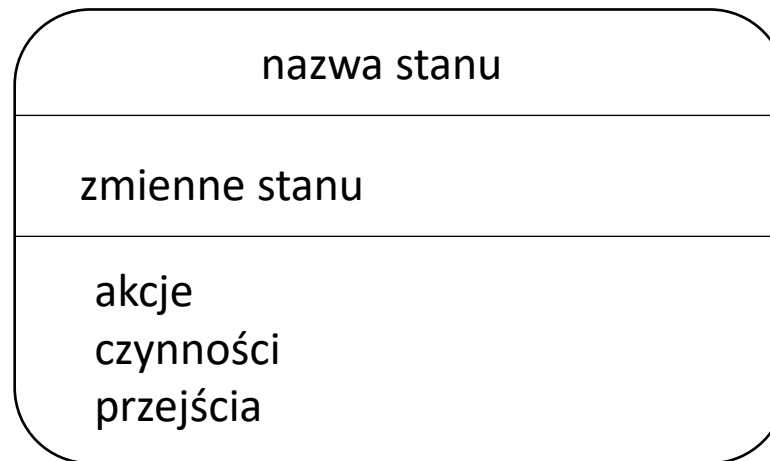 nazwa stanu
zmienne stanu
akcje
czynności
przejścia